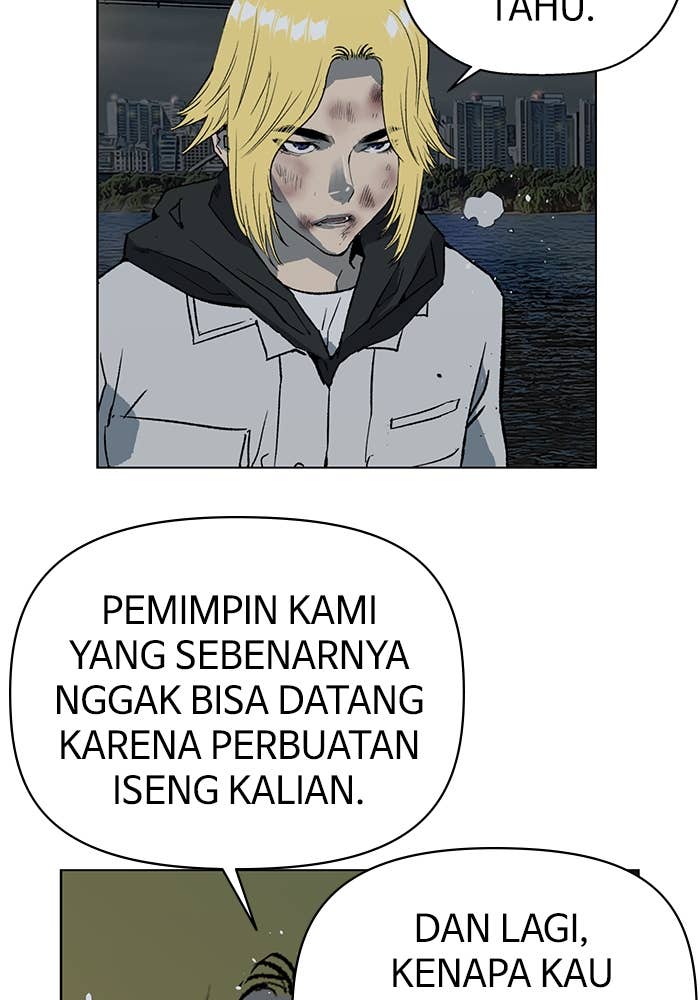 TAHU.
PEMIMPIN KAMI
YANG SEBENARNYA
NGGAK BISA DATANG
KARENA PERBUATAN
ISENG KALIAN.
DAN LAGI,
KENAPA KAU